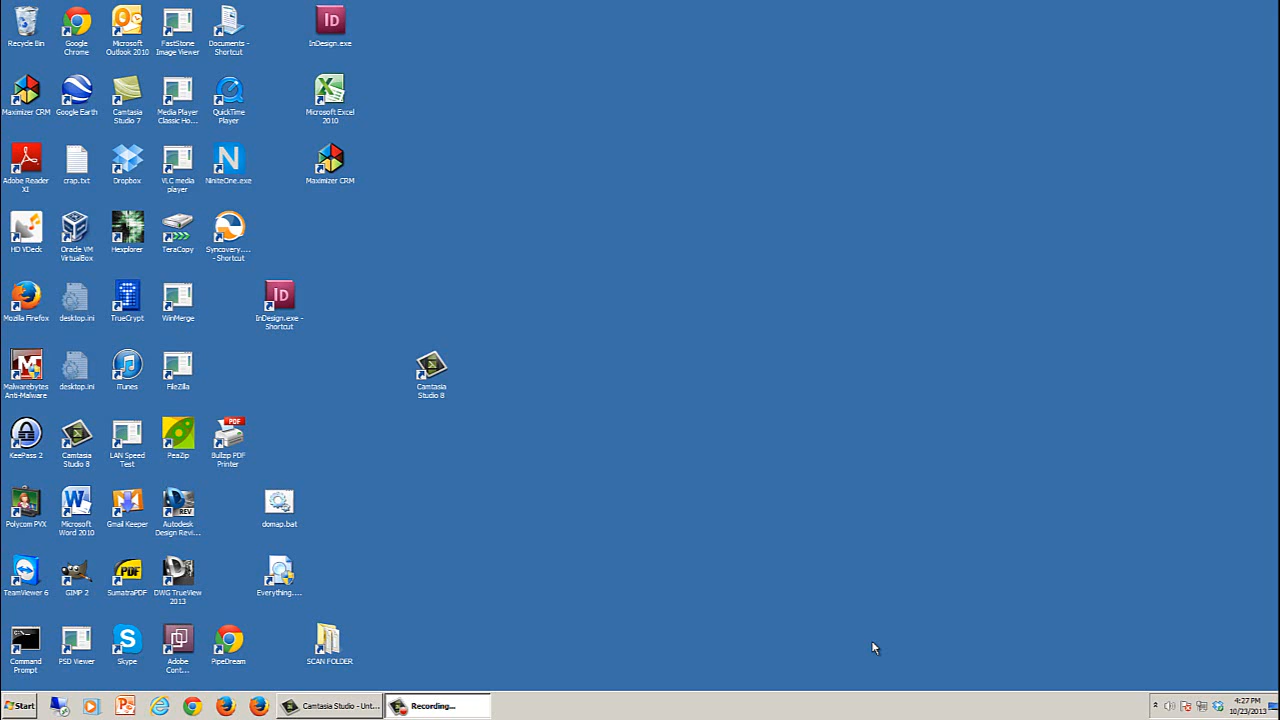 Recycle Bin
Google
Chrome
Microsoft
Outlook 2010
FastStone
Image Viewer
Documents -
Shortcut
InDesign.exe
Maximizer CRM
Google Earth
Camtasia
Studio 7
Media Player
Classic Ho...
QuickTime
Player
Microsoft Excel
2010
Adobe Reader
XI
crap.txt
Dropbox
VLC media
player
NiniteOne.exe
Maximizer CRM
HD VDeck
Oracle VM
VirtualBox
Hexplorer
TeraCopy
Syncovery....
- Shortcut
Mozilla Firefox
desktop.ini
TrueCrypt
WinMerge
InDesign.exe -
Shortcut
Malwarebytes
Anti-Malware
desktop.ini
iTunes
FileZilla
Camtasia
Studio 8
KeePass 2
Camtasia
Studio 8
LAN Speed
Test
PeaZip
PDF
Bullzip PDF
Printer
Polycom PVX
Microsoft
Word 2010
Gmail Keeper
REV
Autodesk
Design Revi...
domap.bat
TeamViewer 6
GIMP 2
PDF
SumatraPDF
DWG TrueView
2013
Everything....
Command
Prompt
PSD Viewer
Skype
Adobe
Cont...
PipeDream
SCAN FOLDER
Start
Camtasia Studio - Unt...
Recording...
4:27 PM
10/23/2013